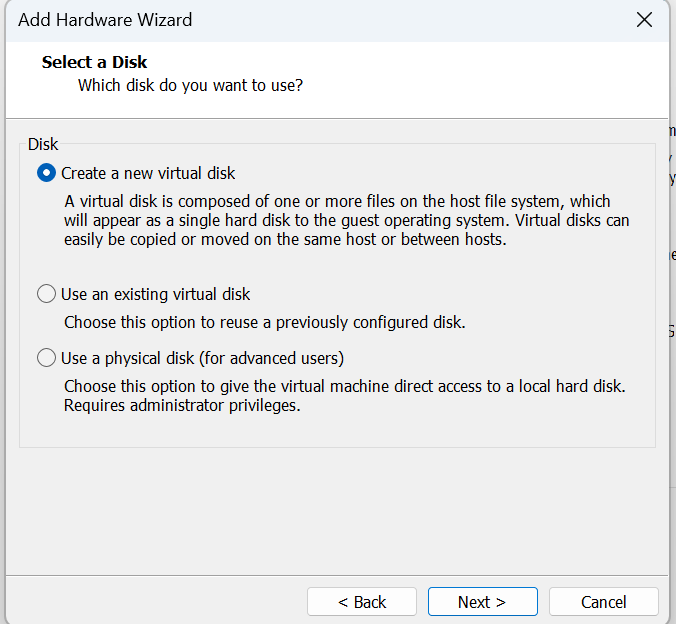 Add Hardware Wizard
Select a Disk
Which disk do you want to use?
Disk
Create a new virtual disk
A virtual disk is composed of one or more files on the host file system, which
will appear as a single hard disk to the guest operating system. Virtual disks can
easily be copied or moved on the same host or between hosts.
Use an existing virtual disk
Choose this option to reuse a previously configured disk.
Use a physical disk (for advanced users)
Choose this option to give the virtual machine direct access to a local hard disk.
Requires administrator privileges.
< Back
Next >
Cancel